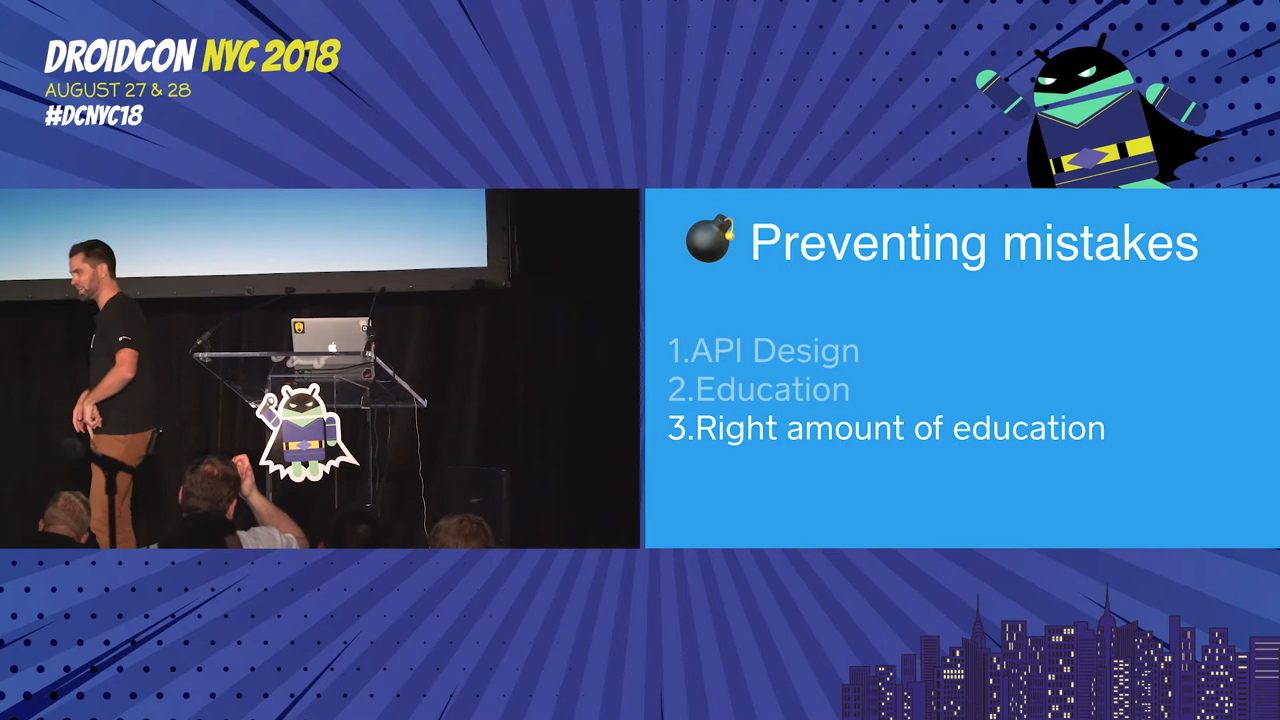 DROIDCON NYC 2018
AUGUST 27 & 28
#DCNYC18
Preventing mistakes
1.API Design
2.Education
3.Right amount of education